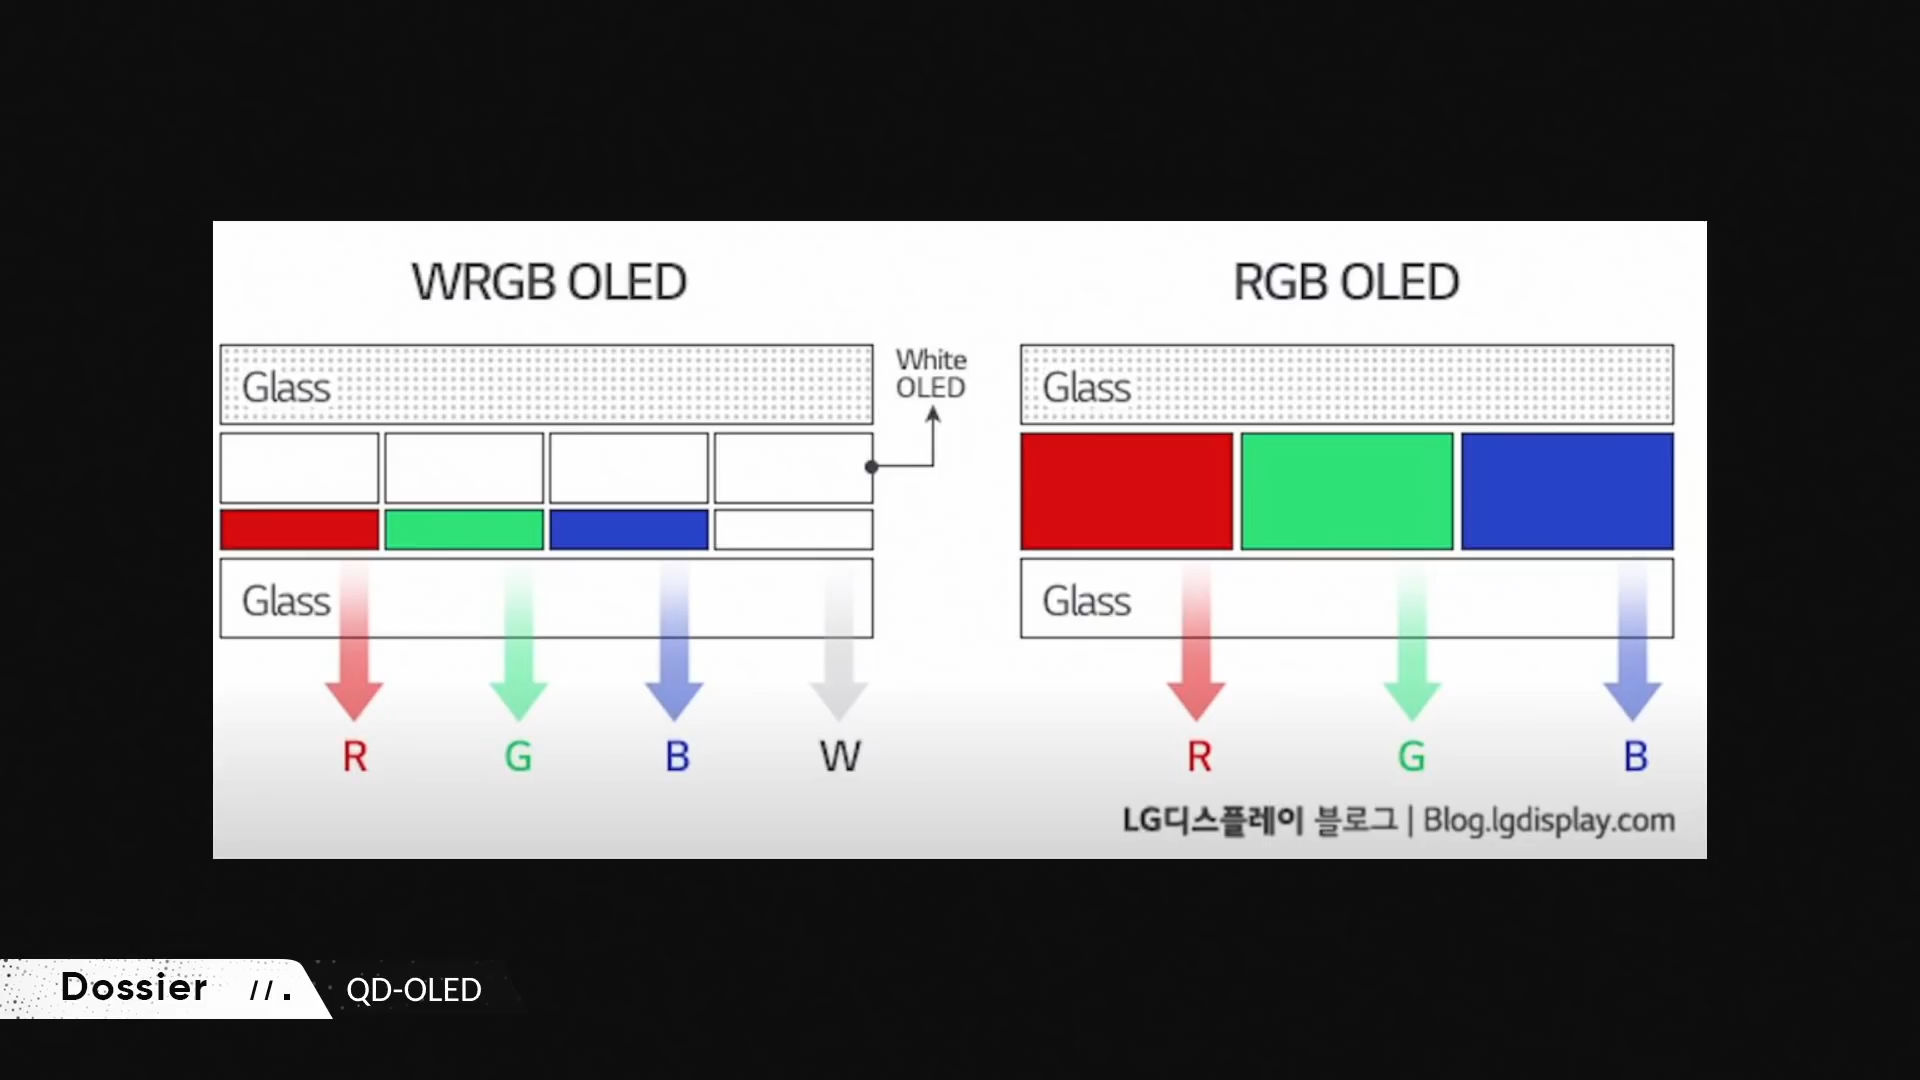 WRGB OLED
Glass
White
OLED
Glass
R G B W
RGB OLED
Glass
Glass
R G B
LG디스플레이 블로그 | Blog.lgdisplay.com
Dossier //. QD-OLED